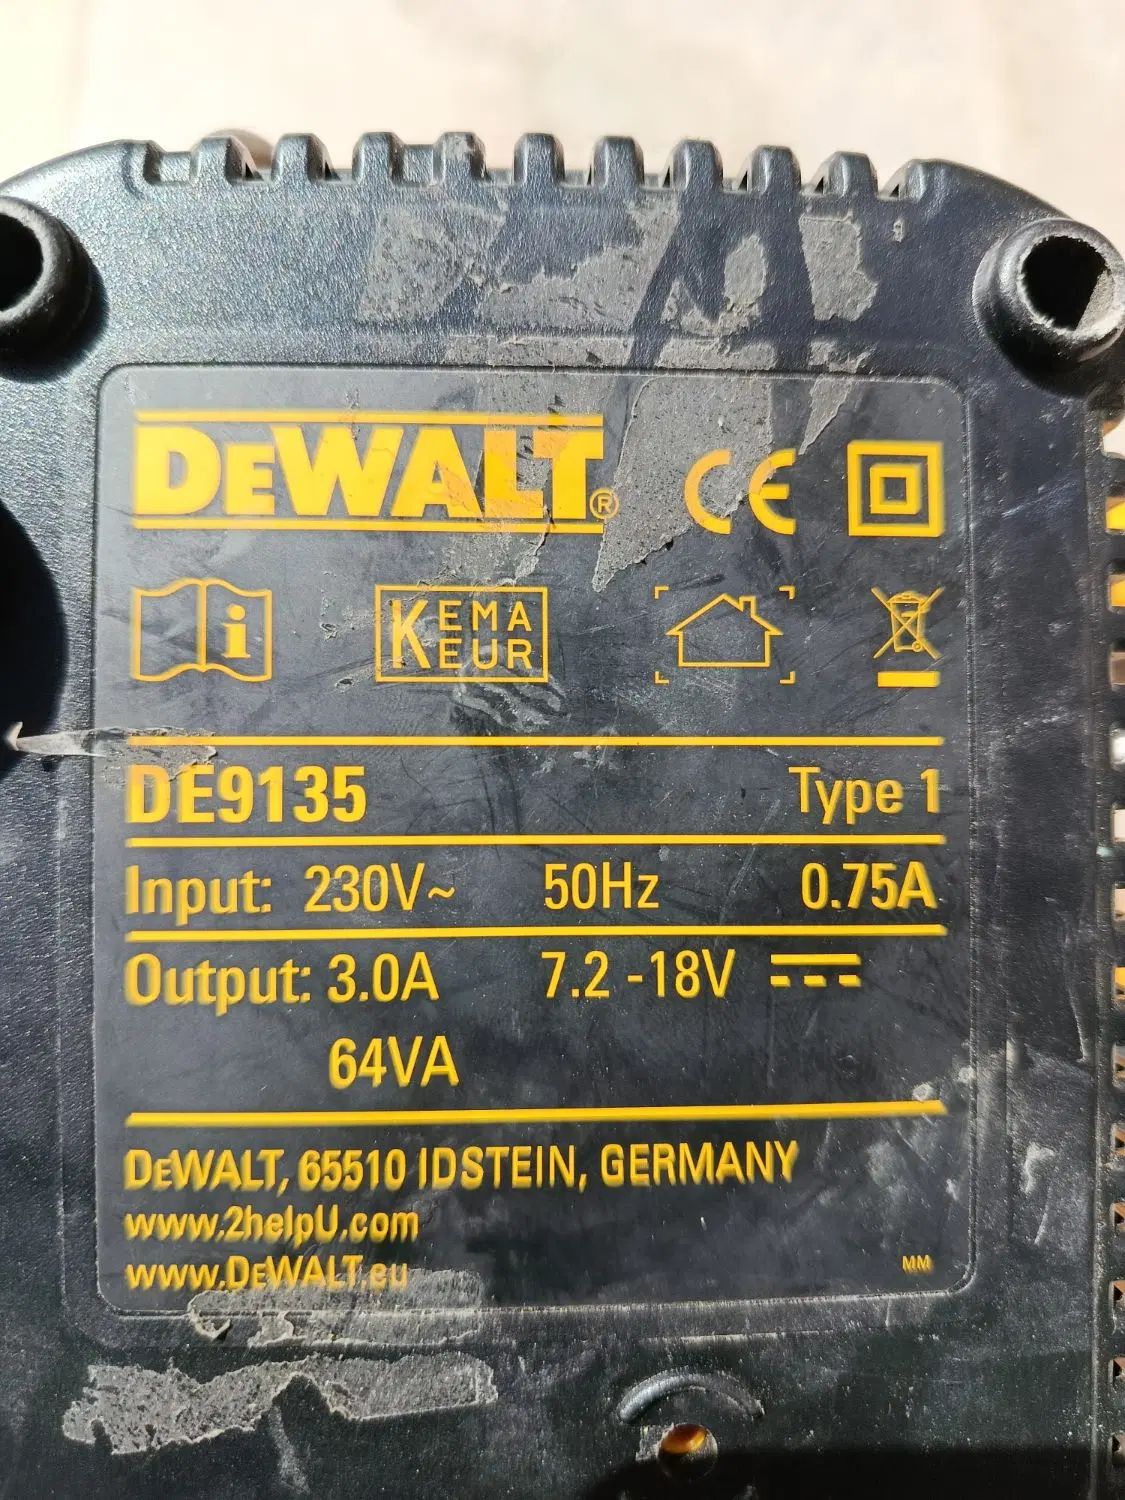 DEWALT®
CE
i
KEMA
KEUR
DE9135 Type 1
Input: 230V~ 50Hz 0.75A
Output: 3.0A 7.2 -18V
64VA
DEWALT, 65510 IDSTEIN, GERMANY
www.2helpU.com
www.DEWALT.eu
MM